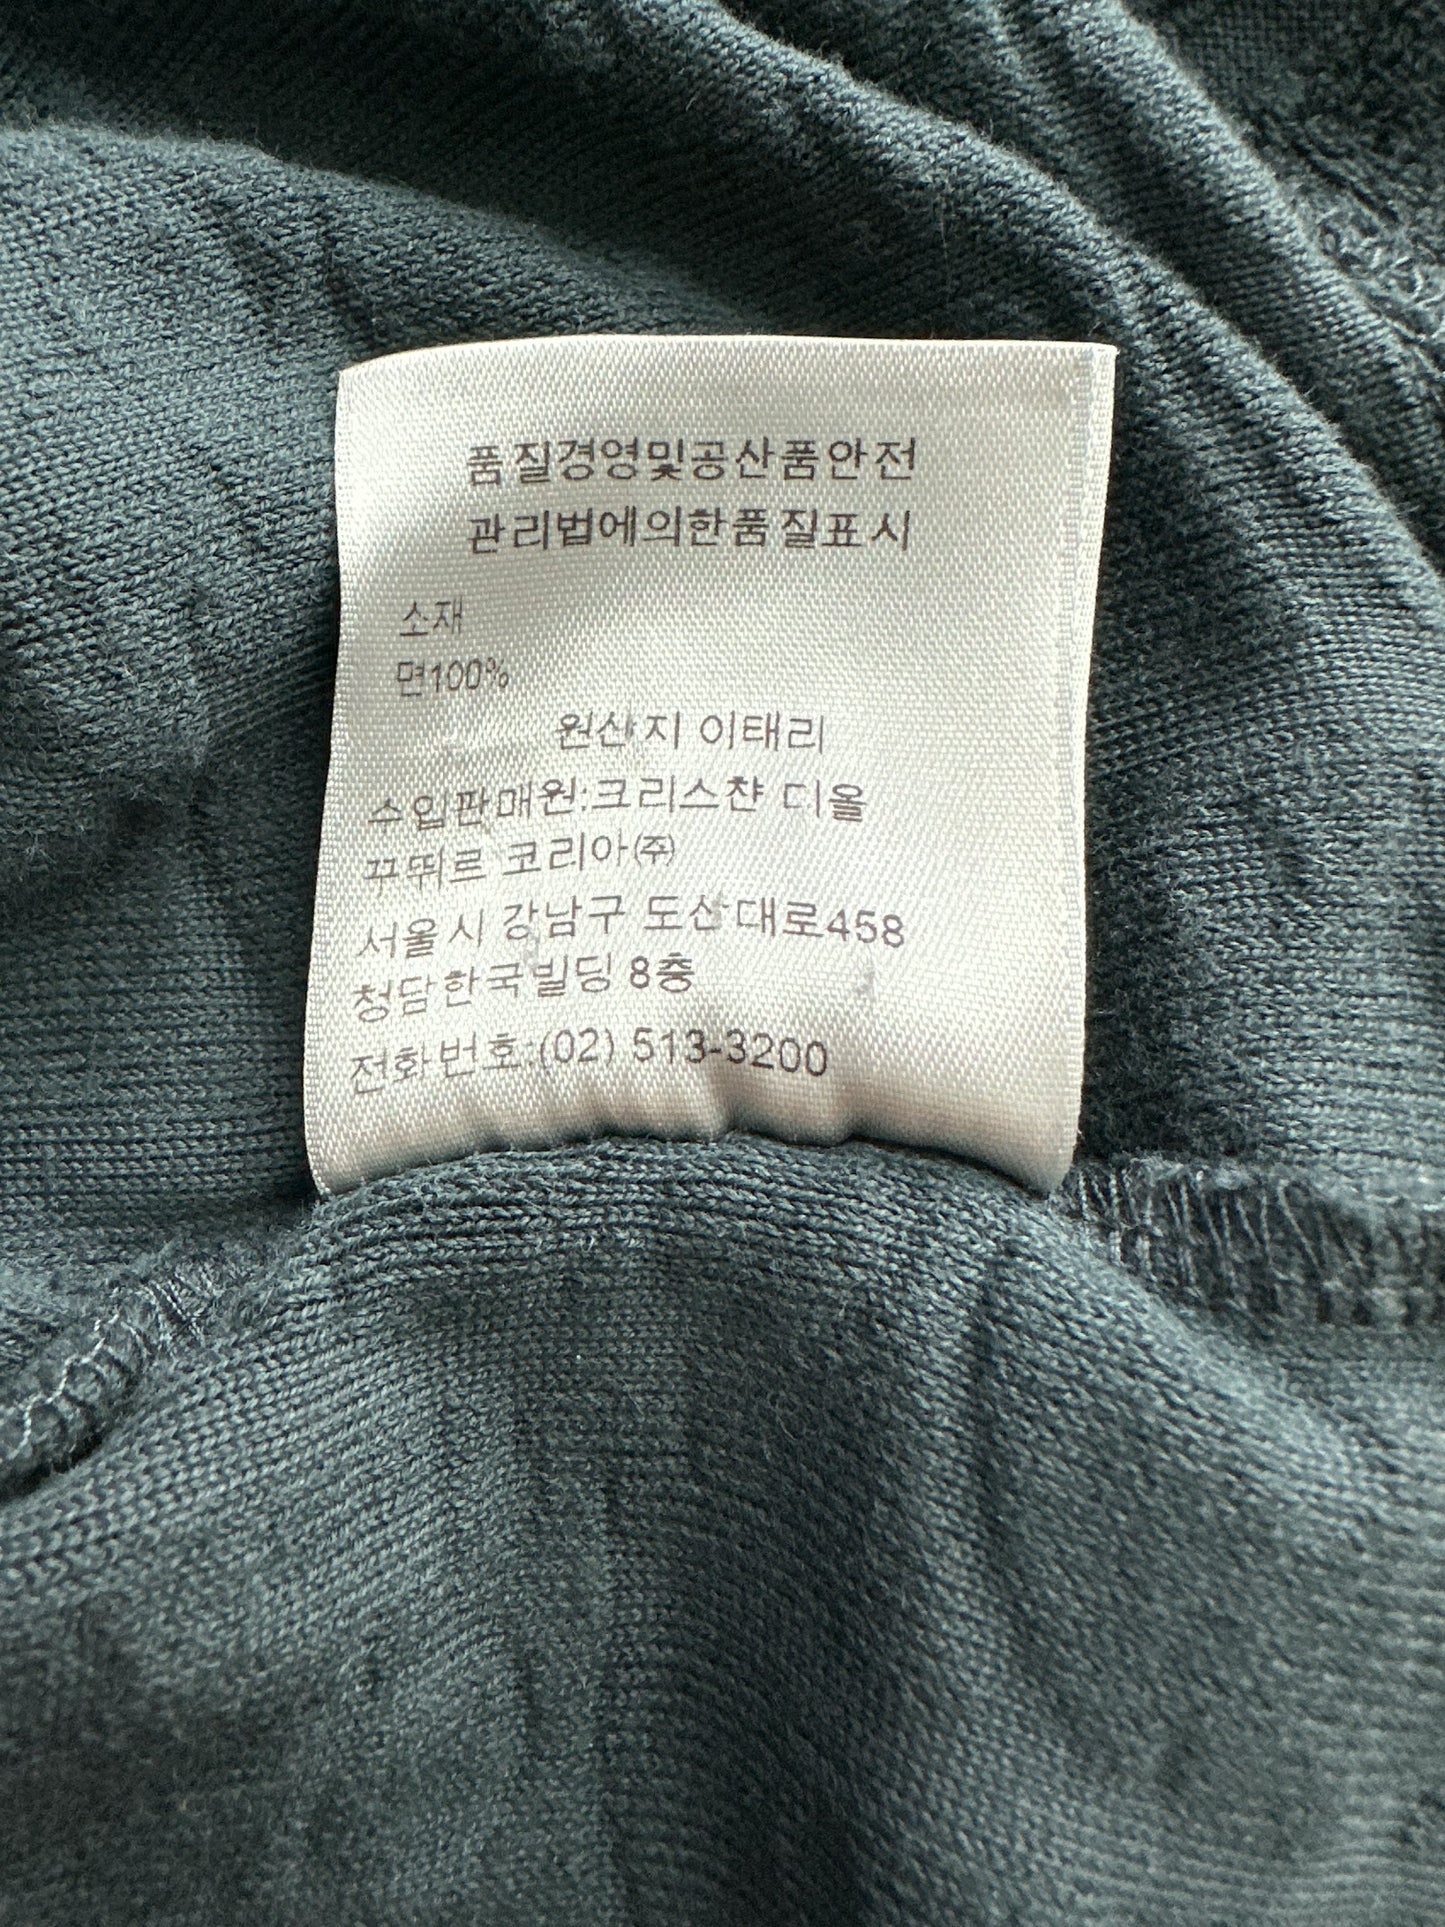 품질경영및공산품안전
관리법에의한품질표시
소재
면100%
원산지 이태리
수입판매원:크리스챤 디올
꾸뛰르 코리아㈜
서울시 강남구 도산대로458
청담한국빌딩 8층
전화번호:(02) 513-3200